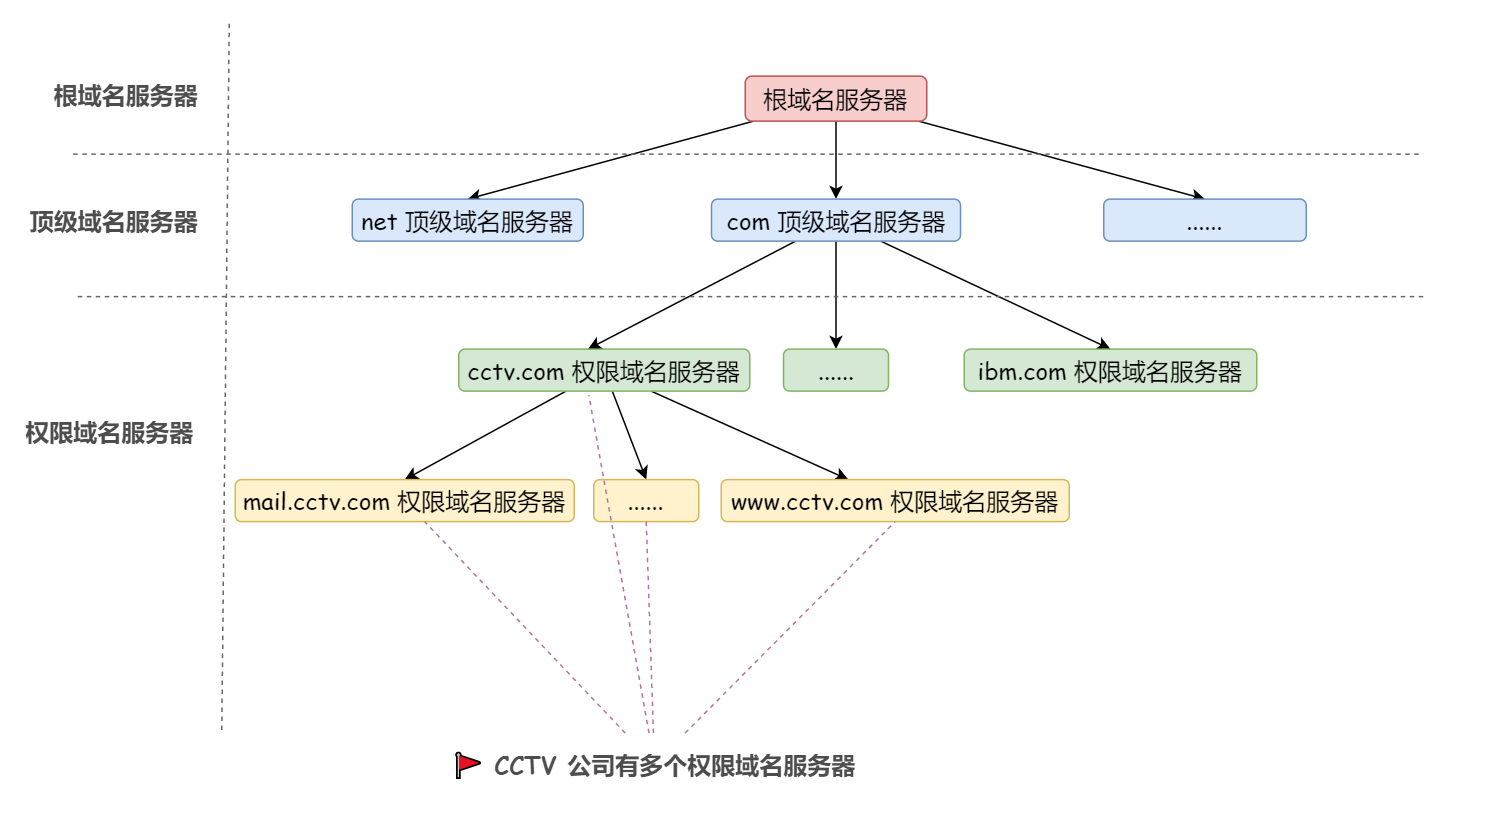 根域名服务器
根域名服务器
顶级域名服务器
net 顶级域名服务器
com 顶级域名服务器
......
cctv.com 权限域名服务器
......
ibm.com 权限域名服务器
权限域名服务器
mail.cctv.com 权限域名服务器
......
www.cctv.com 权限域名服务器
CCTV 公司有多个权限域名服务器